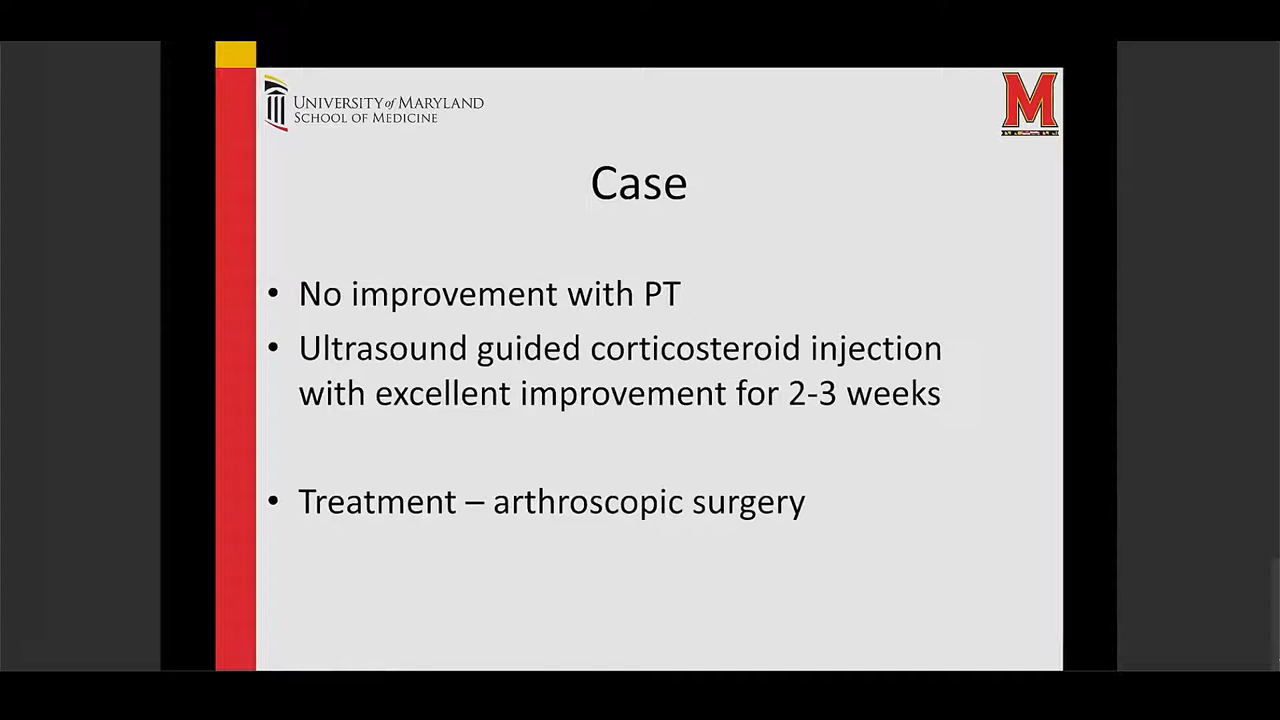 UNIVERSITY of MARYLAND
SCHOOL OF MEDICINE
M
Case
• No improvement with PT
• Ultrasound guided corticosteroid injection
with excellent improvement for 2-3 weeks
• Treatment – arthroscopic surgery